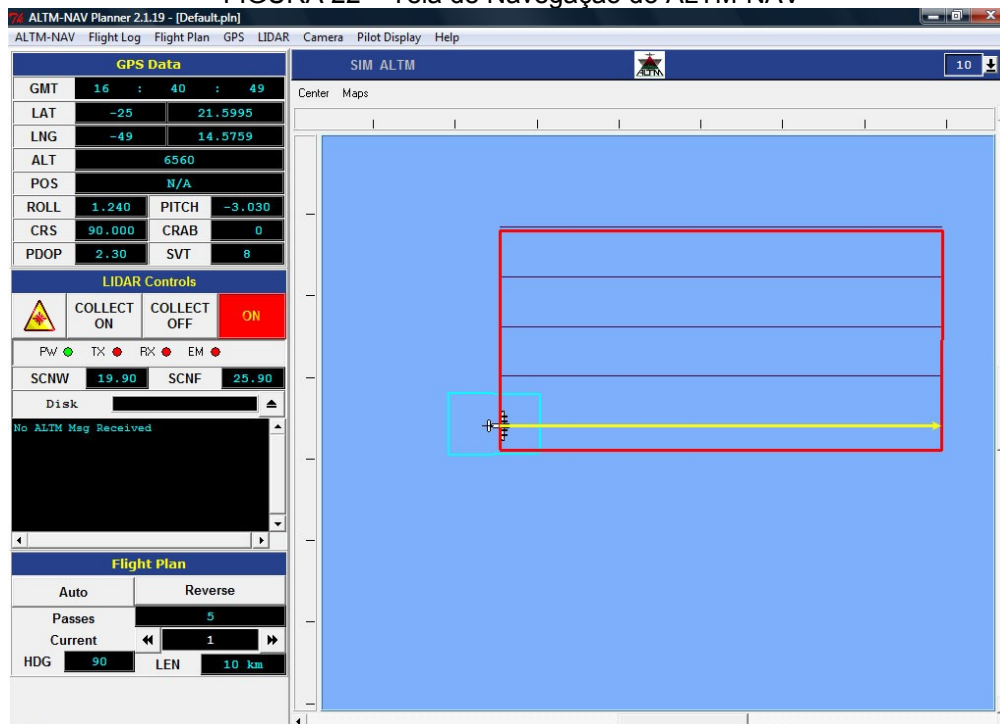 FIGURA 22 – Tela de Navegação do ALTM-NAV
ALTM-NAV Planner 2.1.19 - [Default.pln]
ALTM-NAV Flight Log Flight Plan GPS LIDAR Camera Pilot Display Help
GPS Data
GMT 16 : 40 : 49
LAT -25 21.5995
LNG -49 14.5759
ALT 6560
POS N/A
ROLL 1.240 PITCH -3.030
CRS 90.000 CRAB 0
PDOP 2.30 SVT 8
LIDAR Controls
COLLECT ON COLLECT OFF ON
PW TX RX EM
SCNW 19.90 SCNF 25.90
Disk
No ALTM Msg Received
Flight Plan
Auto Reverse
Passes 5
Current 1
HDG 90 LEN 10 km
SIM ALTM
ALTM
10
Center Maps